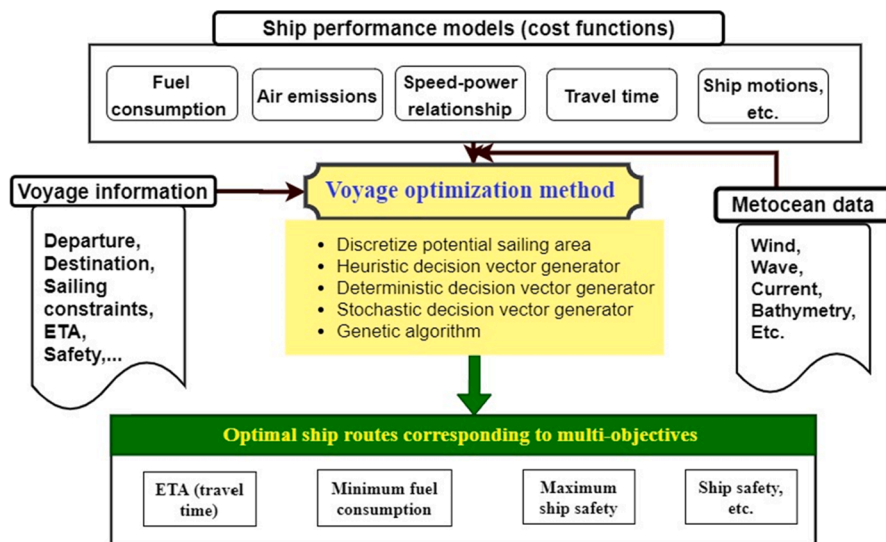 Ship performance models (cost functions)
Fuel
consumption
Air emissions
Speed-power
relationship
Travel time
Ship motions,
etc.
Voyage information
Departure,
Destination,
Sailing
constraints,
ETA,
Safety,...
Voyage optimization method
• Discretize potential sailing area
• Heuristic decision vector generator
• Deterministic decision vector generator
• Stochastic decision vector generator
• Genetic algorithm
Metocean data
Wind,
Wave,
Current,
Bathymetry,
Etc.
Optimal ship routes corresponding to multi-objectives
ETA (travel
time)
Minimum fuel
consumption
Maximum
ship safety
Ship safety,
etc.